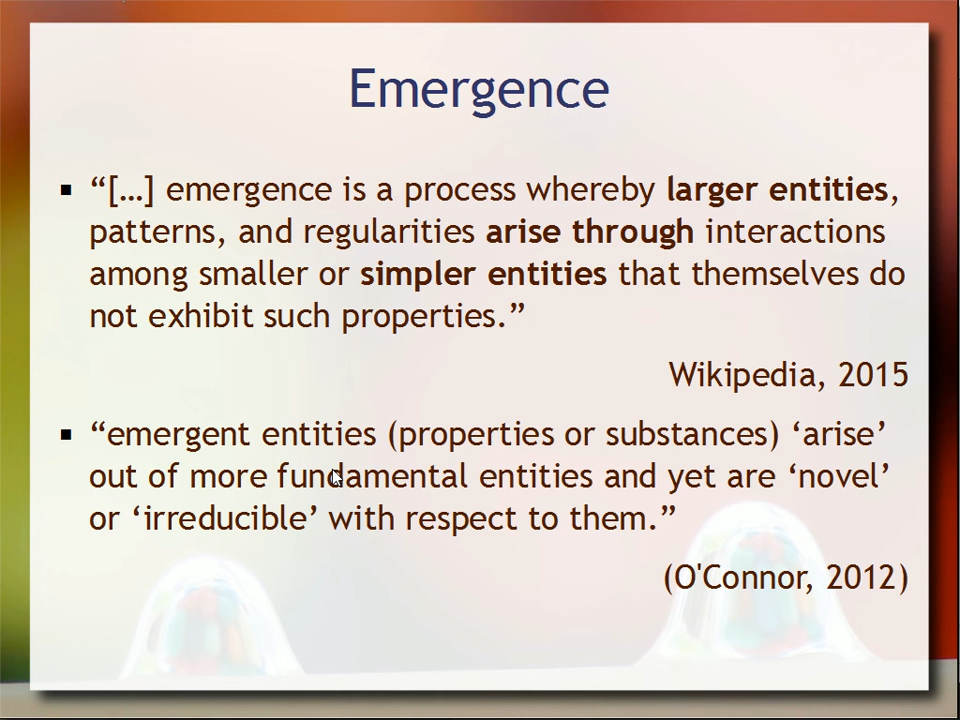 Emergence
▪ “[…] emergence is a process whereby larger entities,
patterns, and regularities arise through interactions
among smaller or simpler entities that themselves do
not exhibit such properties.”
Wikipedia, 2015
▪ “emergent entities (properties or substances) ‘arise’
out of more fundamental entities and yet are ‘novel’
or ‘irreducible’ with respect to them.”
(O'Connor, 2012)